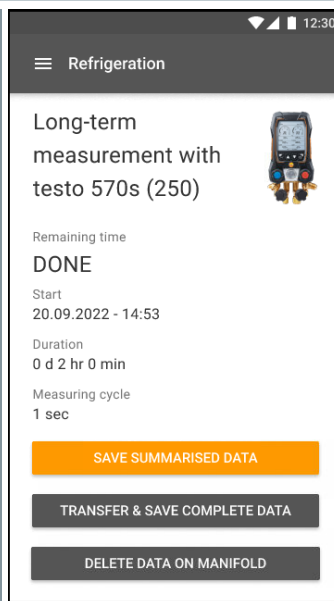 12:30
Refrigeration
Long-term
measurement with
testo 570s (250)
Remaining time
DONE
Start
20.09.2022 - 14:53
Duration
0 d 2 hr 0 min
Measuring cycle
1 sec
SAVE SUMMARISED DATA
TRANSFER & SAVE COMPLETE DATA
DELETE DATA ON MANIFOLD